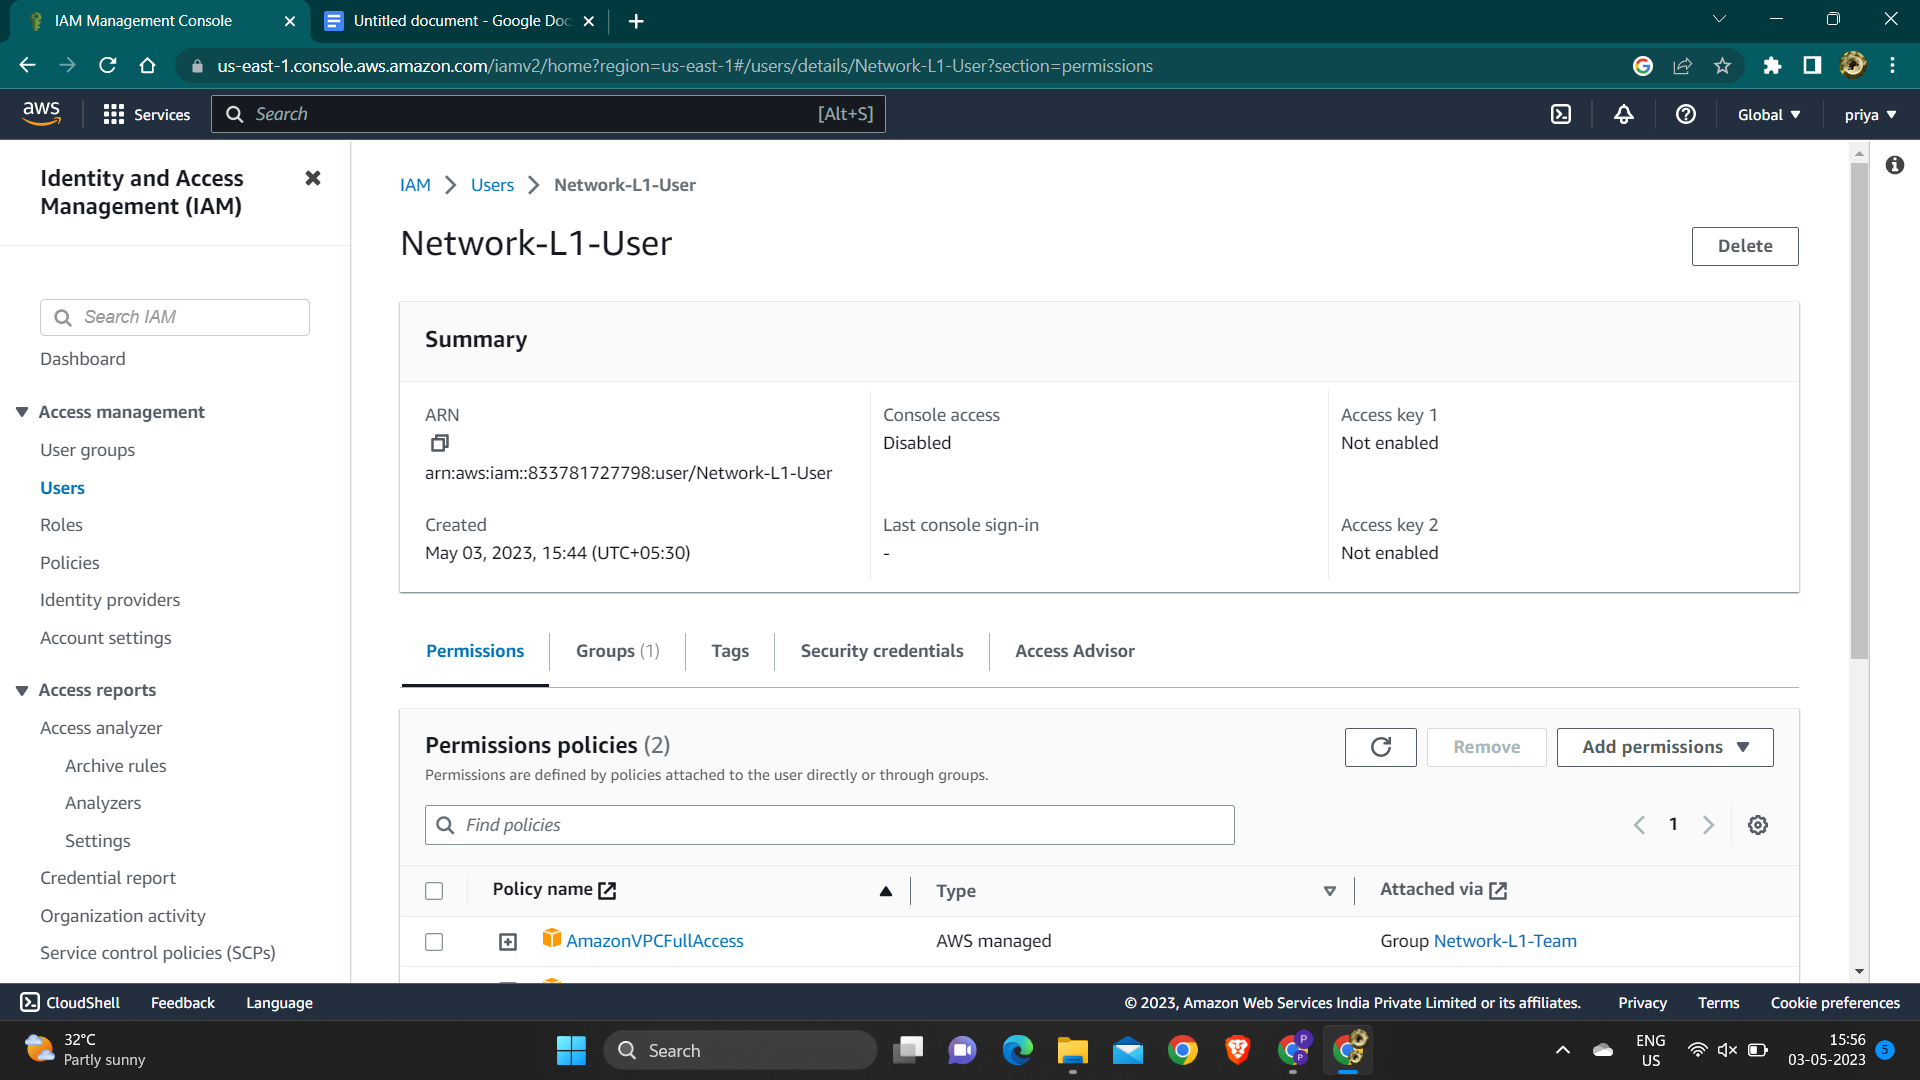 IAM Management Console
Untitled document - Google Doc
us-east-1.console.aws.amazon.com/iamv2/home?region=us-east-1#/users/details/Network-L1-User?section=permissions
aws
Services
Search
[Alt+S]
Global
priya
Identity and Access
Management (IAM)
Search IAM
Dashboard
Access management
User groups
Users
Roles
Policies
Identity providers
Account settings
Access reports
Access analyzer
Archive rules
Analyzers
Settings
Credential report
Organization activity
Service control policies (SCPs)
IAM
Users
Network-L1-User
Network-L1-User
Delete
Summary
ARN
arn:aws:iam::833781727798:user/Network-L1-User
Console access
Disabled
Access key 1
Not enabled
Created
May 03, 2023, 15:44 (UTC+05:30)
Last console sign-in
-
Access key 2
Not enabled
Permissions
Groups (1)
Tags
Security credentials
Access Advisor
Permissions policies (2)
Permissions are defined by policies attached to the user directly or through groups.
Remove
Add permissions
Find policies
1
Policy name
Type
Attached via
AmazonVPCFullAccess
AWS managed
Group Network-L1-Team
CloudShell
Feedback
Language
© 2023, Amazon Web Services India Private Limited or its affiliates.
Privacy
Terms
Cookie preferences
32°C
Partly sunny
Search
P
P
ENG
US
15:56
03-05-2023
5